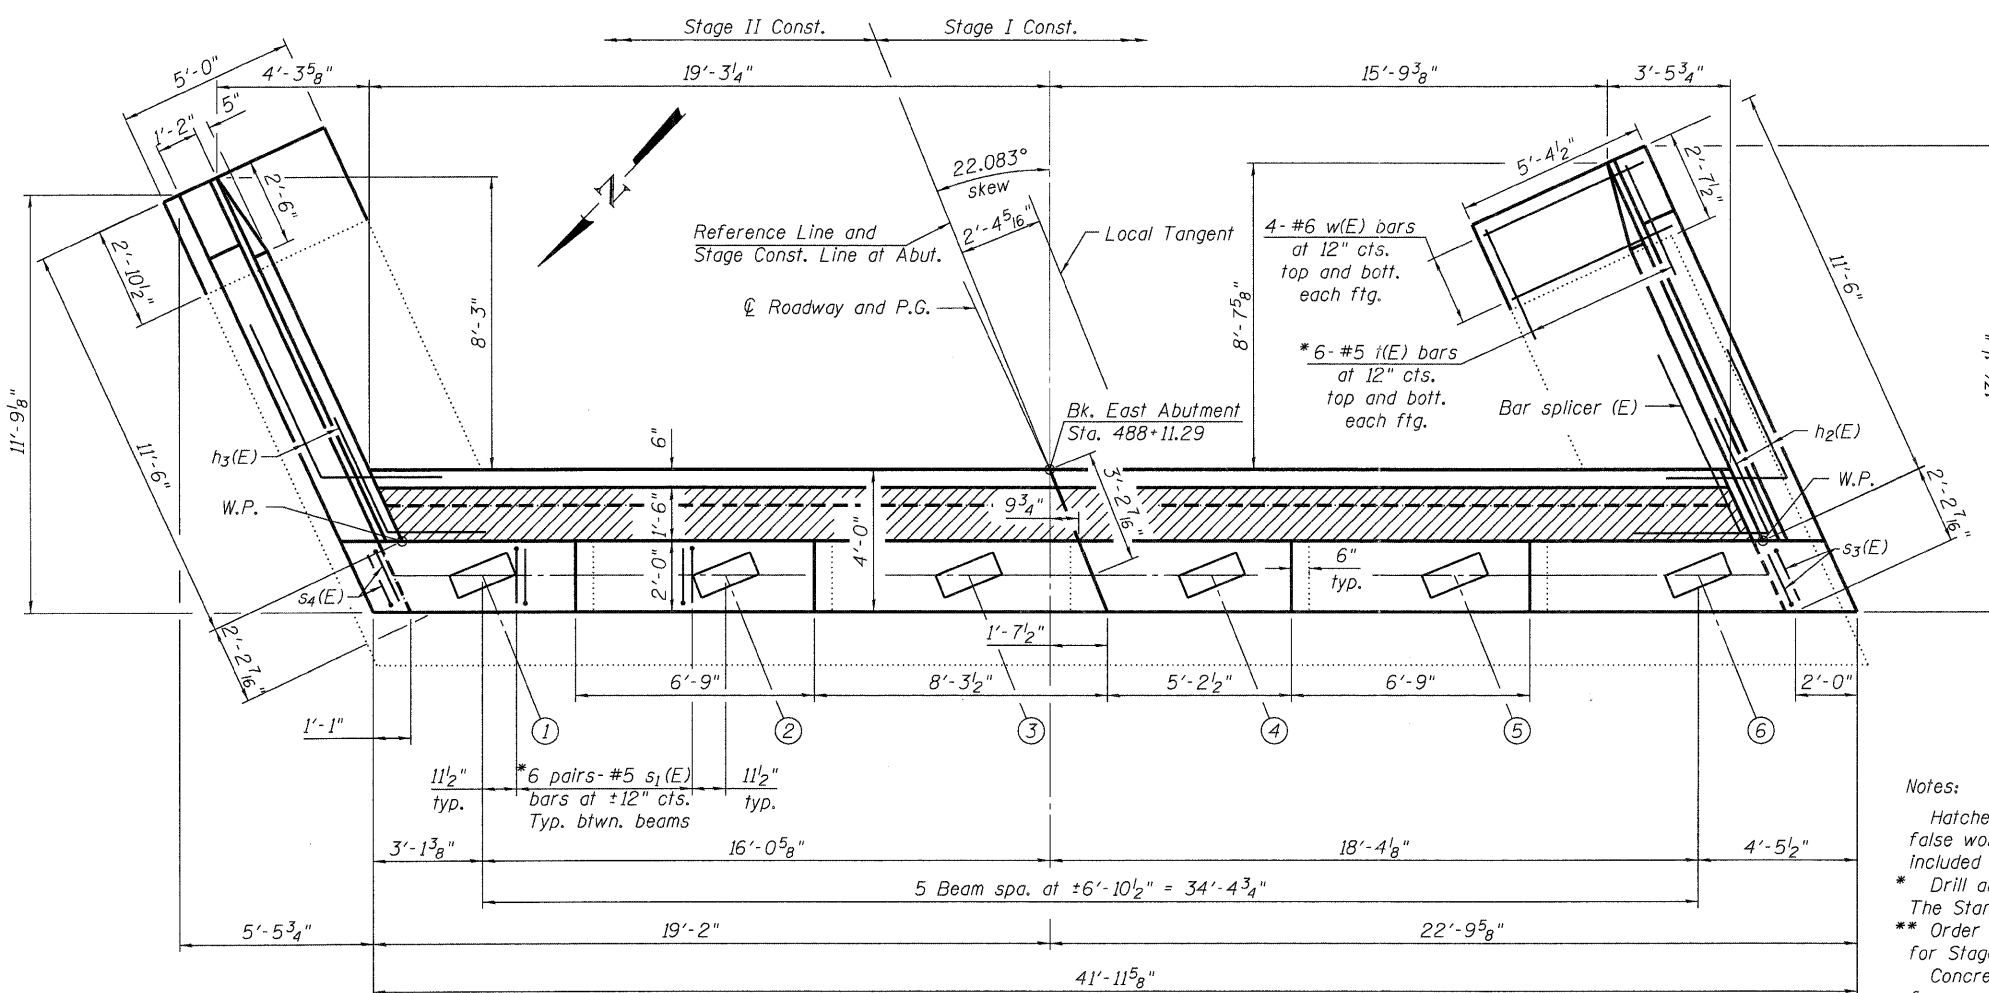 Stage II Const.
Stage I Const.
5'-0"
4'-3 5/8"
19'-3 1/4"
15'-9 3/8"
3'-5 3/4"
5"
1'-2"
2'-6"
2'-10 1/2"
11'-9 1/8"
11'-6"
8'-3"
N
22.083°
skew
2'-4 5/16"
Reference Line and
Stage Const. Line at Abut.
Local Tangent
℄ Roadway and P.G.
8'-7 5/8"
5'-4 1/2"
2'-7 1/2"
4-#6 w(E) bars
at 12" cts.
top and bott.
each ftg.
11'-6"
*6-#5 t(E) bars
at 12" cts.
top and bott.
each ftg.
Bar splicer (E)
Bk. East Abutment
Sta. 488+11.29
h3(E)
h2(E)
W.P.
W.P.
6"
1'-6"
4'-0"
9 3/4"
3'-2 7/16"
2'-2 7/16"
s4(E)
s3(E)
2'-0"
6"
typ.
2'-2 7/16"
1'-7 1/2"
6'-9"
8'-3 1/2"
5'-2 1/2"
6'-9"
2'-0"
1'-1"
1
2
3
4
5
6
11 1/2"
typ.
*6 pairs-#5 s1(E)
bars at ±12" cts.
Typ. btwn. beams
11 1/2"
typ.
Notes:
Hatche
false wo
included
* Drill a
The Star
** Order
for Stag
Concre
3'-1 3/8"
16'-0 5/8"
18'-4 1/8"
4'-5 1/2"
5 Beam spa. at ±6'-10 1/2" = 34'-4 3/4"
5'-5 3/4"
19'-2"
22'-9 5/8"
41'-11 5/8"